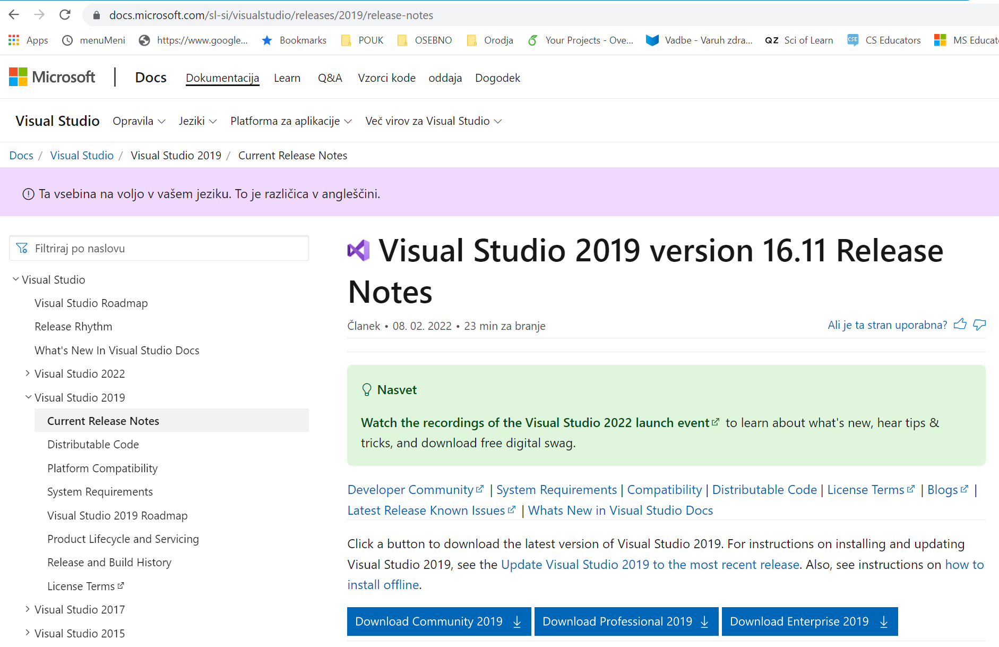 docs.microsoft.com/sl-si/visualstudio/releases/2019/release-notes
Apps menuMeni https://www.google... Bookmarks POUK OSEBNO Orodja Your Projects - Ove... Vadbe - Varuh zdra... QZ Sci of Learn CSE CS Educators MS Educat
Microsoft | Docs Dokumentacija Learn Q&A Vzorci kode oddaja Dogodek
Visual Studio Opravila Jeziki Platforma za aplikacije Več virov za Visual Studio
Docs / Visual Studio / Visual Studio 2019 / Current Release Notes
Ta vsebina na voljo v vašem jeziku. To je različica v angleščini.
Filtriraj po naslovu
Visual Studio
Visual Studio Roadmap
Release Rhythm
What's New In Visual Studio Docs
Visual Studio 2022
Visual Studio 2019
Current Release Notes
Distributable Code
Platform Compatibility
System Requirements
Visual Studio 2019 Roadmap
Product Lifecycle and Servicing
Release and Build History
License Terms
Visual Studio 2017
Visual Studio 2015
Visual Studio 2019 version 16.11 Release
Notes
Članek • 08. 02. 2022 • 23 min za branje
Ali je ta stran uporabna?
Nasvet
Watch the recordings of the Visual Studio 2022 launch event to learn about what's new, hear tips &
tricks, and download free digital swag.
Developer Community | System Requirements | Compatibility | Distributable Code | License Terms | Blogs |
Latest Release Known Issues | Whats New in Visual Studio Docs
Click a button to download the latest version of Visual Studio 2019. For instructions on installing and updating
Visual Studio 2019, see the Update Visual Studio 2019 to the most recent release. Also, see instructions on how to
install offline.
Download Community 2019 Download Professional 2019 Download Enterprise 2019